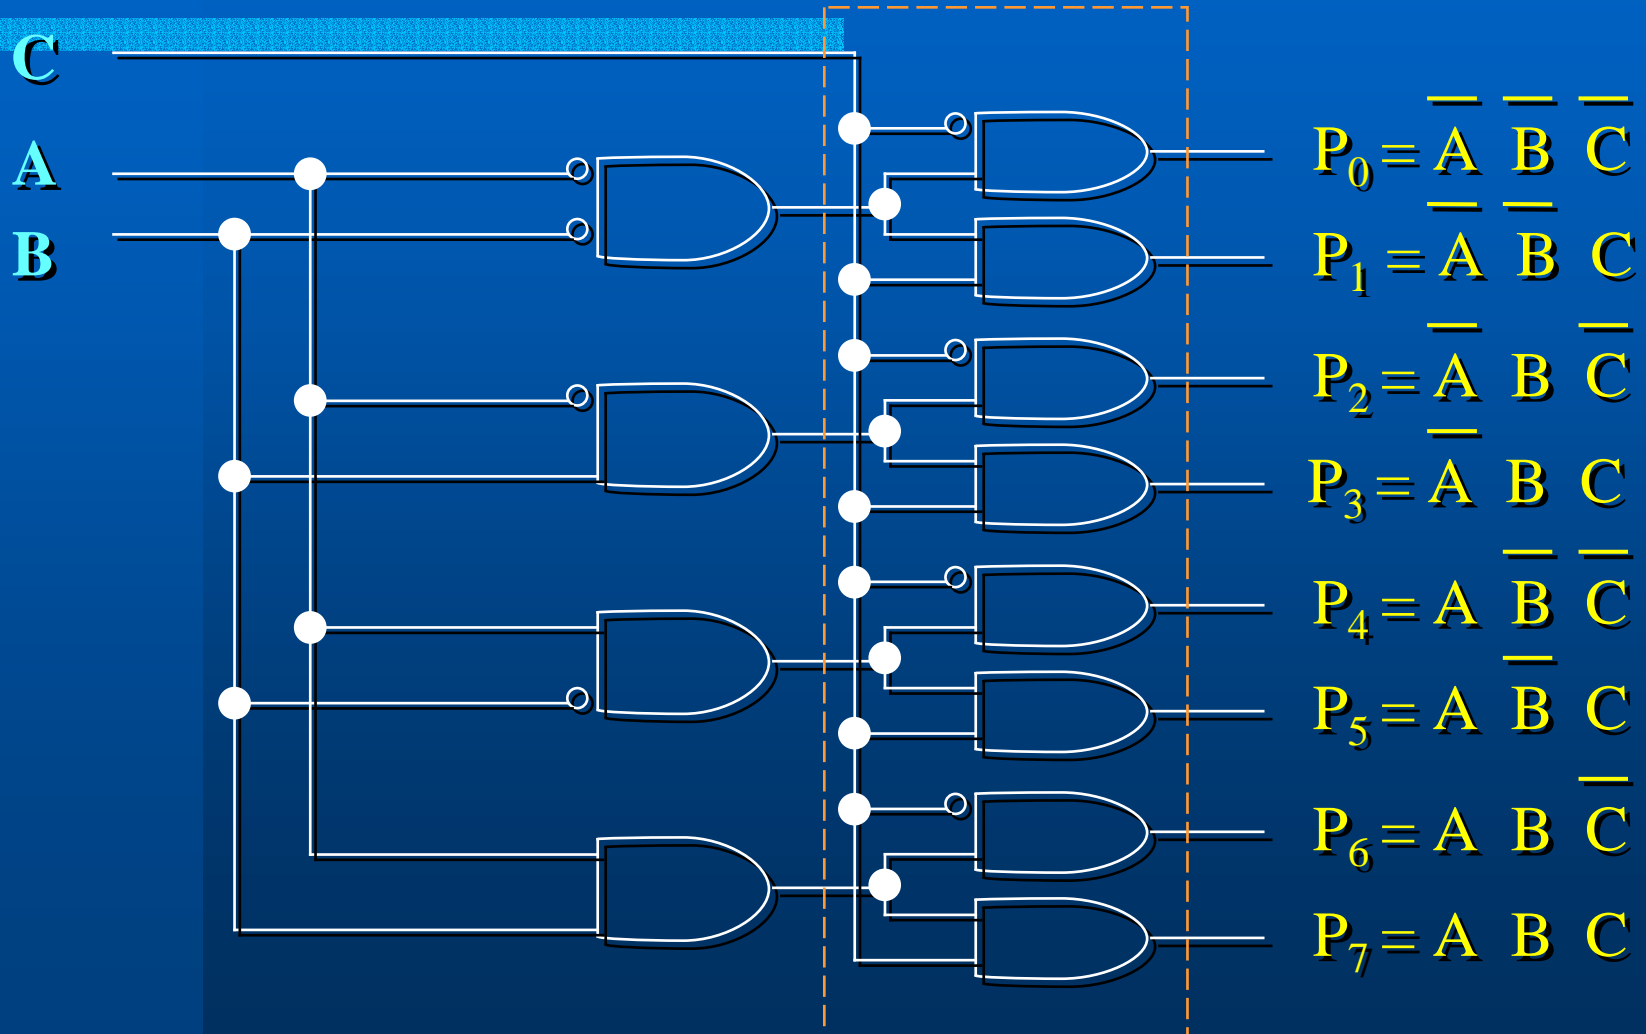 C
A
B
P₀ = A̅ B̅ C̅
P₁ = A̅ B̅ C
P₂ = A̅ B C̅
P₃ = A̅ B C
P₄ = A B̅ C̅
P₅ = A B̅ C
P₆ = A B C̅
P₇ = A B C